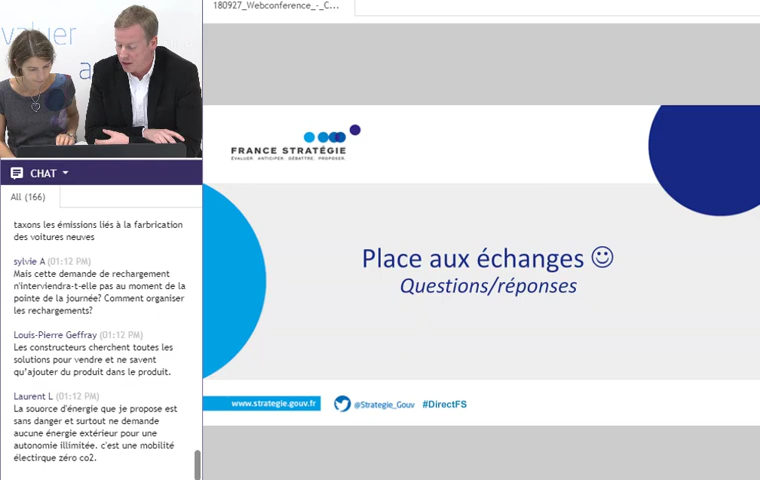 180927_Webconference_-_C...
CHAT
All (166)
taxons les émissions liés à la farbrication
des voitures neuves
sylvie A (01:12 PM)
Mais cette demande de rechargement
n'interviendra-t-elle pas au moment de la
pointe de la journée? Comment organiser
les rechargements?
Louis-Pierre Geffray (01:12 PM)
Les constructeurs cherchent toutes les
solutions pour vendre et ne savent
qu'ajouter du produit dans le produit.
Laurent L (01:12 PM)
La souorce d'énergie que je propose est
sans danger et surtout ne demande
aucune énergie extérieur pour une
autonomie illimitée. c'est une mobilité
électirque zéro co2.
FRANCE STRATÉGIE
ÉVALUER. ANTICIPER. DÉBATTRE. PROPOSER.
Place aux échanges ☺
Questions/réponses
www.strategie.gouv.fr
@Strategie_Gouv
#DirectFS